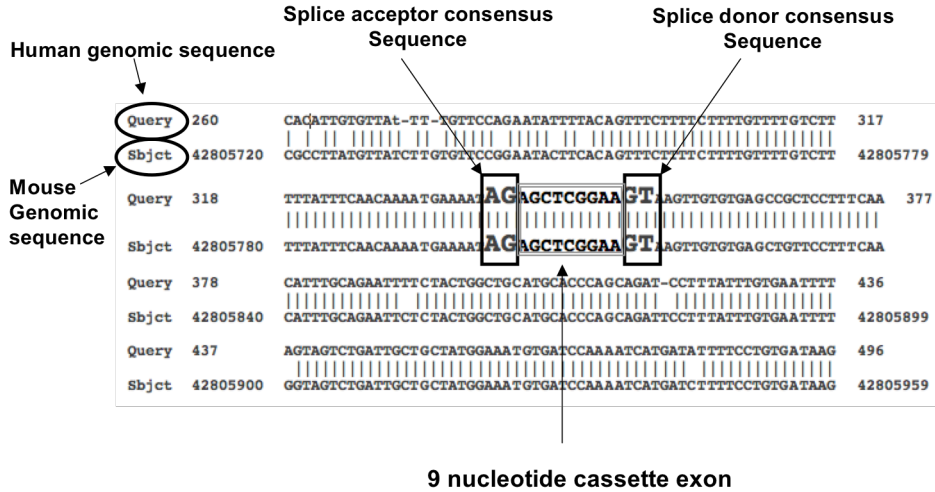 Splice acceptor consensus
Sequence
Splice donor consensus
Sequence
Human genomic sequence
Query 260 CACATTGTGTTAt-TT-TGTTCCAGAATATTTTACAGTTTCTTTTCTTTTGTTTTGTCTT 317
Sbjct 42805720 CGCCTTATGTTATCTTGTGTTCCGGAATACTTCACAGTTTCTTTTCTTTTGTTTTGTCTT 42805779
Mouse
Genomic
sequence
Query 318 TTTATTTCAACAAAATGAAAATAGAGCTCGGAAGTAAGTTGTGTGAGCCGCTCCTTTCAA 377
Sbjct 42805780 TTTATTTCAACAAAATGAAAATAGAGCTCGGAAGTAAGTTGTGTGAGCTGTTCCTTTCAA
Query 378 CATTTGCAGAATTTTCTACTGGCTGCATGCACCCAGCAGAT-CCTTTATTTGTGAATTTT 436
Sbjct 42805840 CATTTGCAGAATTCTCTACTGGCTGCATGCACCCAGCAGATTCCTTTATTTGTGAATTTT 42805899
Query 437 AGTAGTCTGATTGCTGCTATGGAAATGTGATCCAAAATCATGATATTTTCCTGTGATAAG 496
Sbjct 42805900 GGTAGTCTGATTGCTGCTATGGAAATGTGATCCAAAATCATGATCTTTTCCTGTGATAAG 42805959
9 nucleotide cassette exon